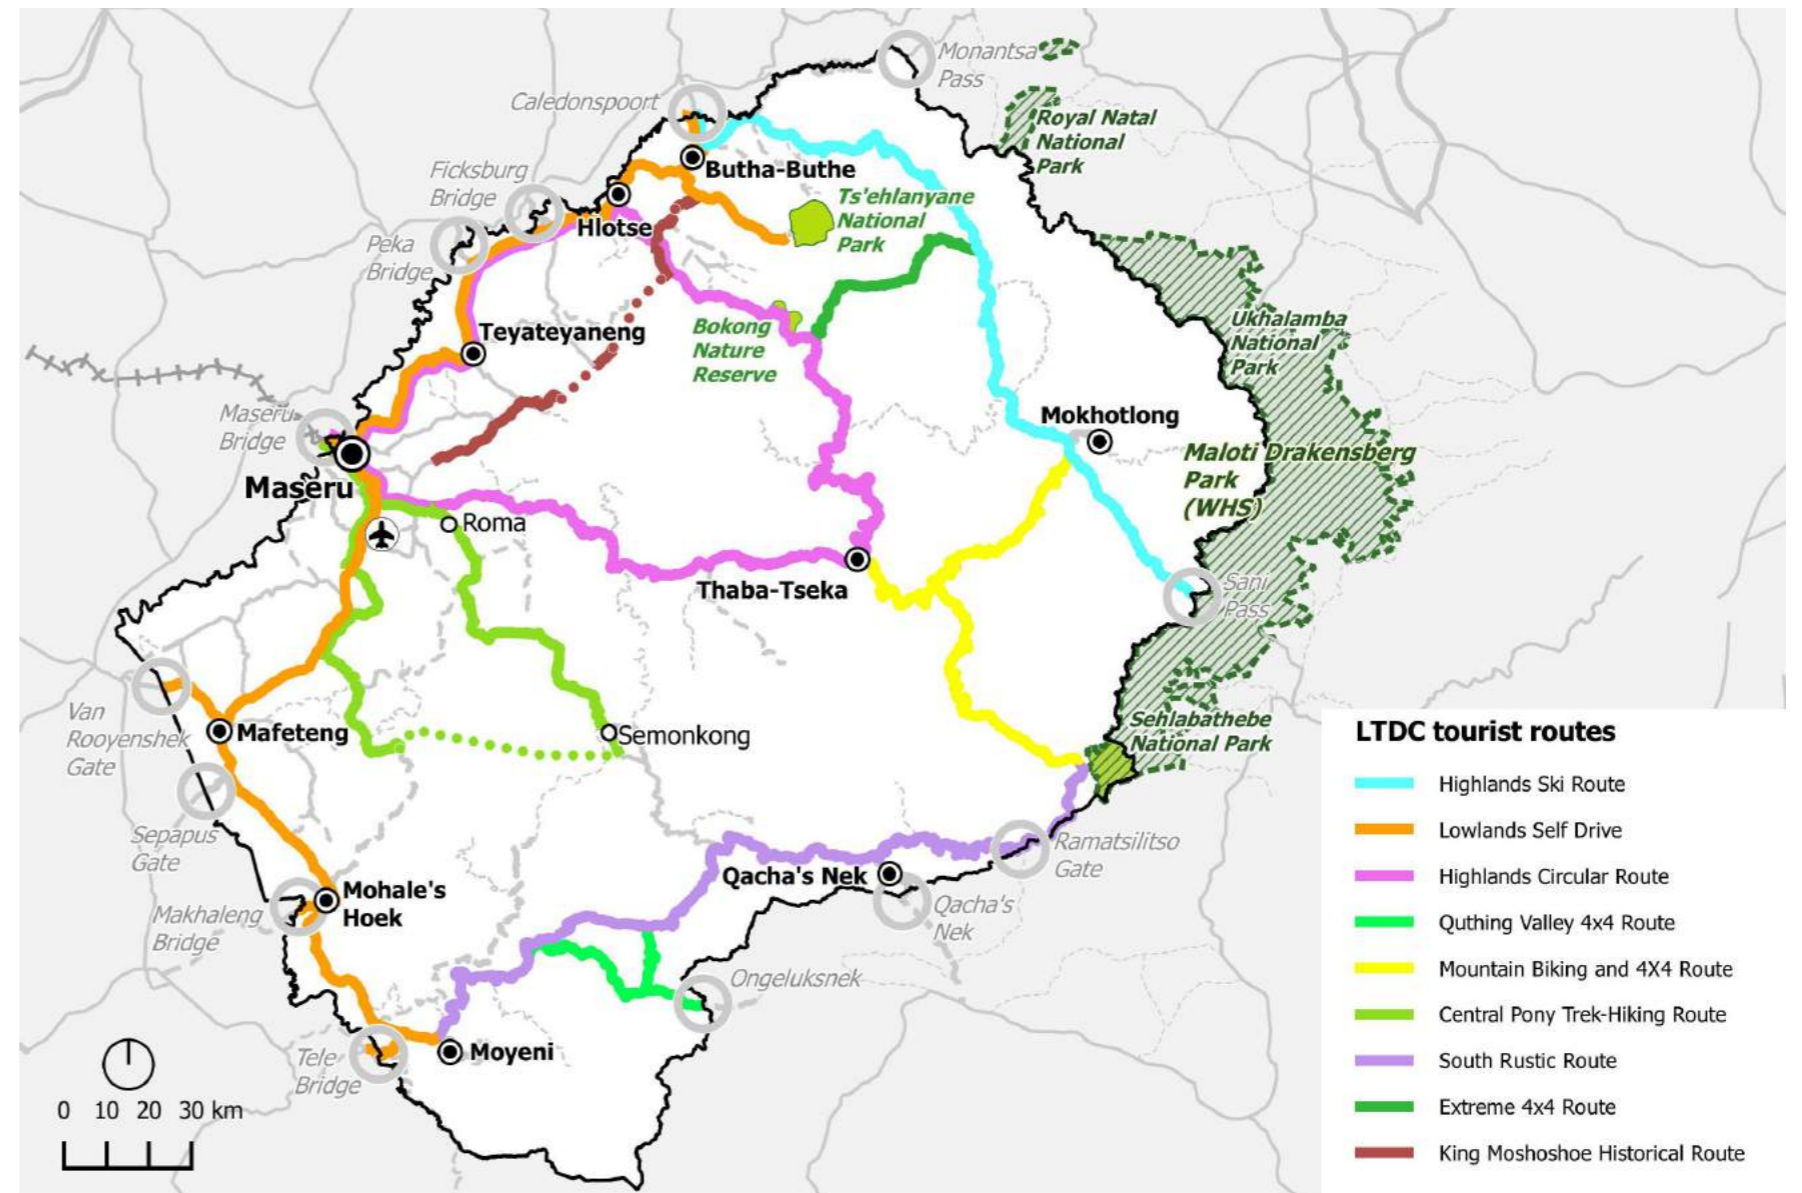 Monantsa
Pass
Caledonspoort
Royal Natal
National
Park
Ficksburg
Bridge
Butha-Buthe
Ts'ehlanyane
National
Park
Hlotse
Peka
Bridge
Teyateyaneng
Bokong
Nature
Reserve
Ukhalamba
National
Park
Maseru
Bridge
Mokhotlong
Maloti Drakensberg
Park
(WHS)
Maseru
Roma
Thaba-Tseka
Sani
Pass
Van
Rooyenshek
Gate
Mafeteng
Semonkong
Sehlabathebe
National Park
Sepapus
Gate
Ramatsilitso
Gate
Qacha's Nek
Mohale's
Hoek
Makhaleng
Bridge
Qacha's
Nek
Ongeluksnek
Tele
Bridge
Moyeni
0 10 20 30 km
LTDC tourist routes
Highlands Ski Route
Lowlands Self Drive
Highlands Circular Route
Quthing Valley 4x4 Route
Mountain Biking and 4X4 Route
Central Pony Trek-Hiking Route
South Rustic Route
Extreme 4x4 Route
King Moshoshoe Historical Route